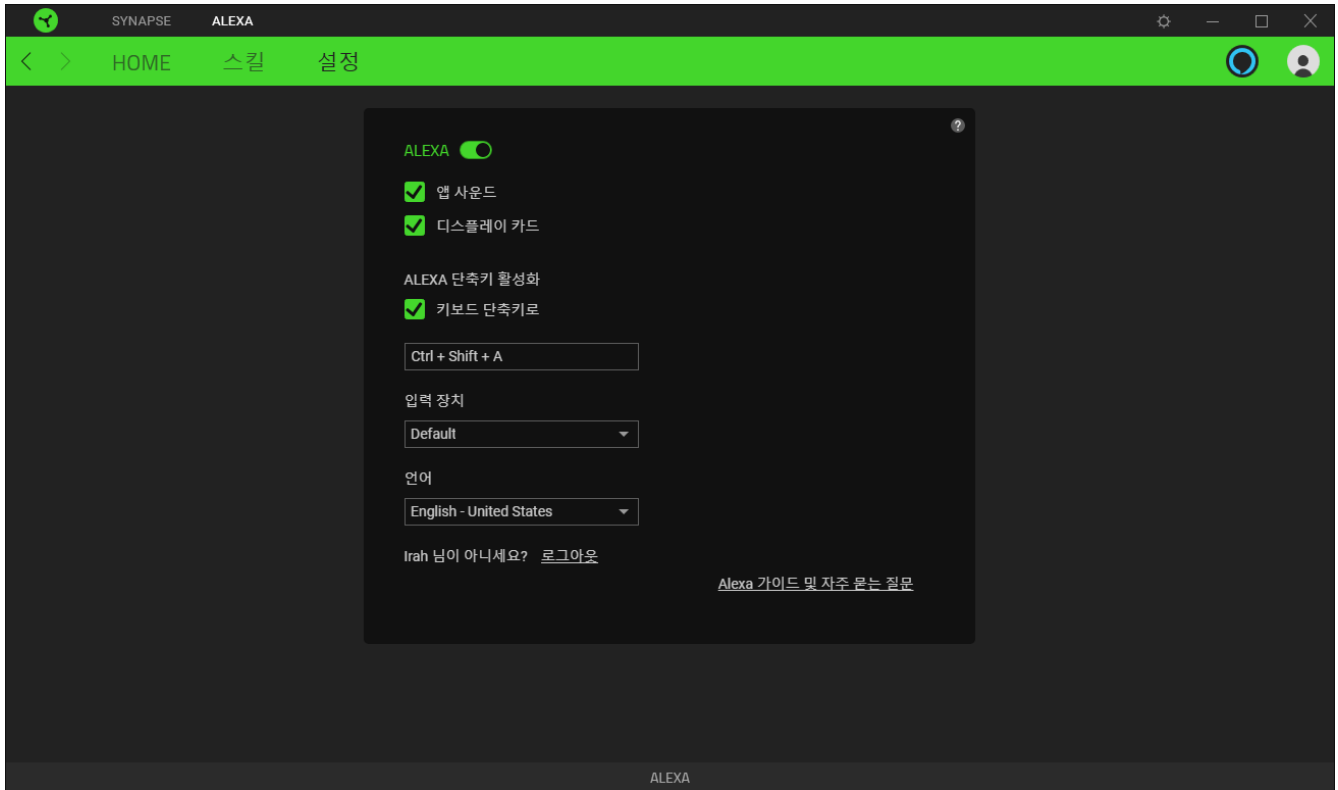 SYNAPSE ALEXA
HOME 스킬 설정
?
ALEXA
앱 사운드
디스플레이 카드
ALEXA 단축키 활성화
키보드 단축키로
Ctrl + Shift + A
입력 장치
Default
언어
English - United States
Irah 님이 아니세요? 로그아웃
Alexa 가이드 및 자주 묻는 질문
ALEXA